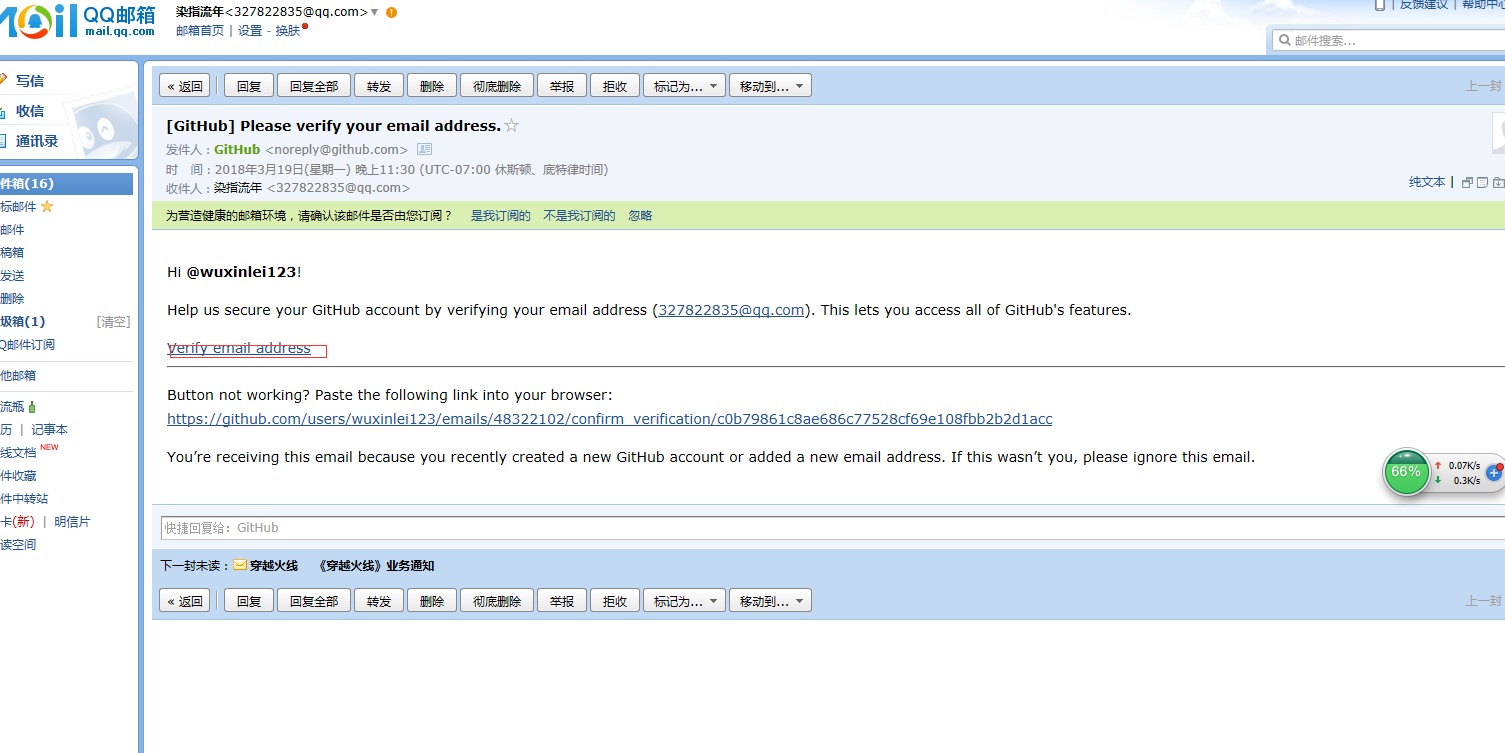 Mail QQ邮箱
mail.qq.com
染指流年<327822835@qq.com>
邮箱首页 | 设置 - 换肤
| 反馈建议 | 帮助中心
邮件搜索...
写信
收信
通讯录
件箱(16)
标邮件
邮件
稿箱
发送
删除
圾箱(1) [清空]
Q邮件订阅
他邮箱
流瓶
历 | 记事本
线文档 NEW
件收藏
件中转站
卡(新) | 明信片
读空间
« 返回 回复 回复全部 转发 删除 彻底删除 举报 拒收 标记为... 移动到... 上一封
[GitHub] Please verify your email address.
发件人：GitHub <noreply@github.com>
时 间：2018年3月19日(星期一) 晚上11:30 (UTC-07:00 休斯顿、底特律时间)
收件人：染指流年 <327822835@qq.com>
纯文本 |
为营造健康的邮箱环境，请确认该邮件是否由您订阅？ 是我订阅的 不是我订阅的 忽略
Hi @wuxinlei123!
Help us secure your GitHub account by verifying your email address (327822835@qq.com). This lets you access all of GitHub's features.
Verify email address
Button not working? Paste the following link into your browser:
https://github.com/users/wuxinlei123/emails/48322102/confirm_verification/c0b79861c8ae686c77528cf69e108fbb2b2d1acc
You’re receiving this email because you recently created a new GitHub account or added a new email address. If this wasn’t you, please ignore this email.
66%
0.07K/s
0.3K/s
快捷回复给：GitHub
下一封未读：穿越火线 《穿越火线》业务通知
« 返回 回复 回复全部 转发 删除 彻底删除 举报 拒收 标记为... 移动到... 上一封